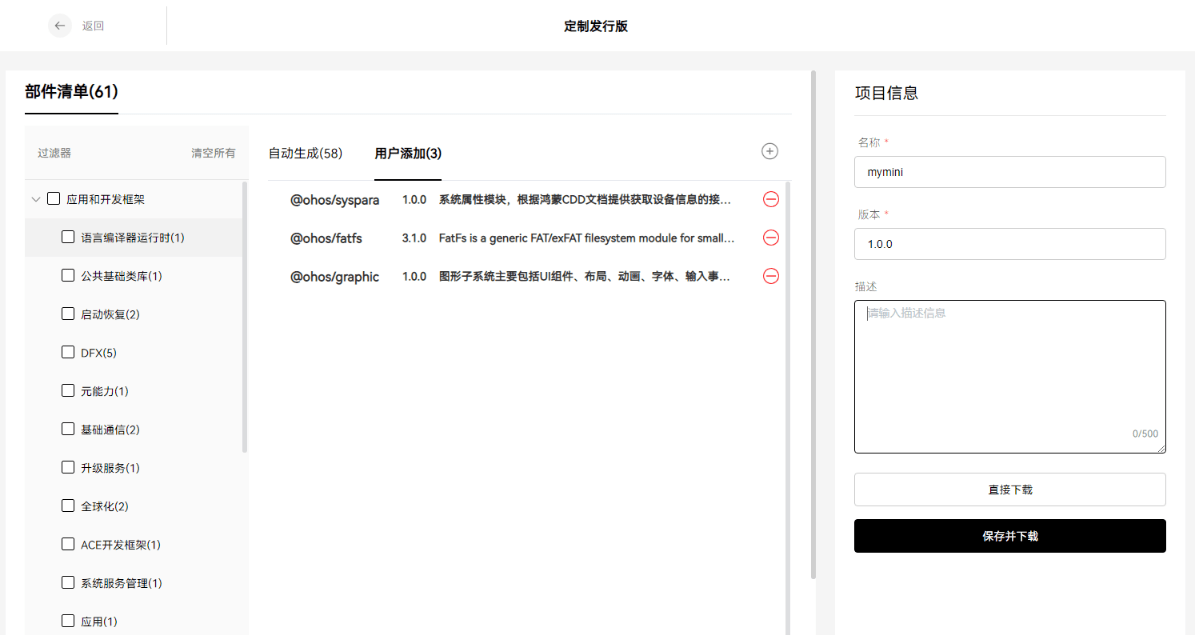 返回
定制发行版
部件清单(61)
过滤器
清空所有
应用和开发框架
语言编译器运行时(1)
公共基础类库(1)
启动恢复(2)
DFX(5)
元能力(1)
基础通信(2)
升级服务(1)
全球化(2)
ACE开发框架(1)
系统服务管理(1)
应用(1)
自动生成(58)
用户添加(3)
@ohos/syspara 1.0.0 系统属性模块，根据鸿蒙CDD文档提供获取设备信息的接...
@ohos/fatfs 3.1.0 FatFs is a generic FAT/exFAT filesystem module for small...
@ohos/graphic 1.0.0 图形子系统主要包括UI组件、布局、动画、字体、输入事...
项目信息
名称 *
mymini
版本 *
1.0.0
描述
请输入描述信息
0/500
直接下载
保存并下载